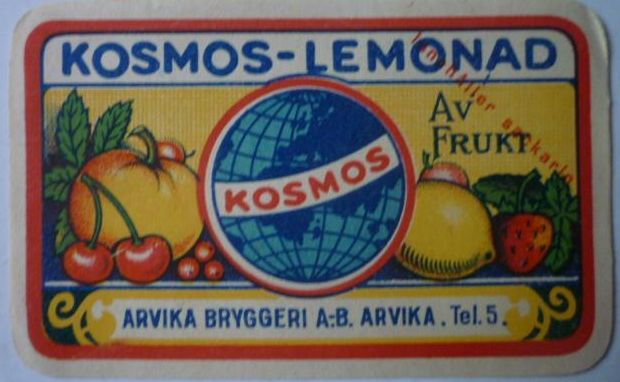 KOSMOS-LEMONAD
AV
FRUKT
KOSMOS
ARVIKA BRYGGERI A.-B. ARVIKA. Tel. 5.